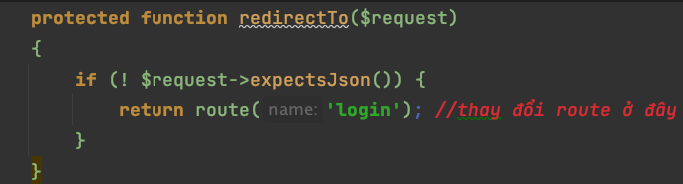 protected function redirectTo($request)
{
if (! $request->expectsJson()) {
return route( name: 'login'); //thay đổi route ở đây
}
}